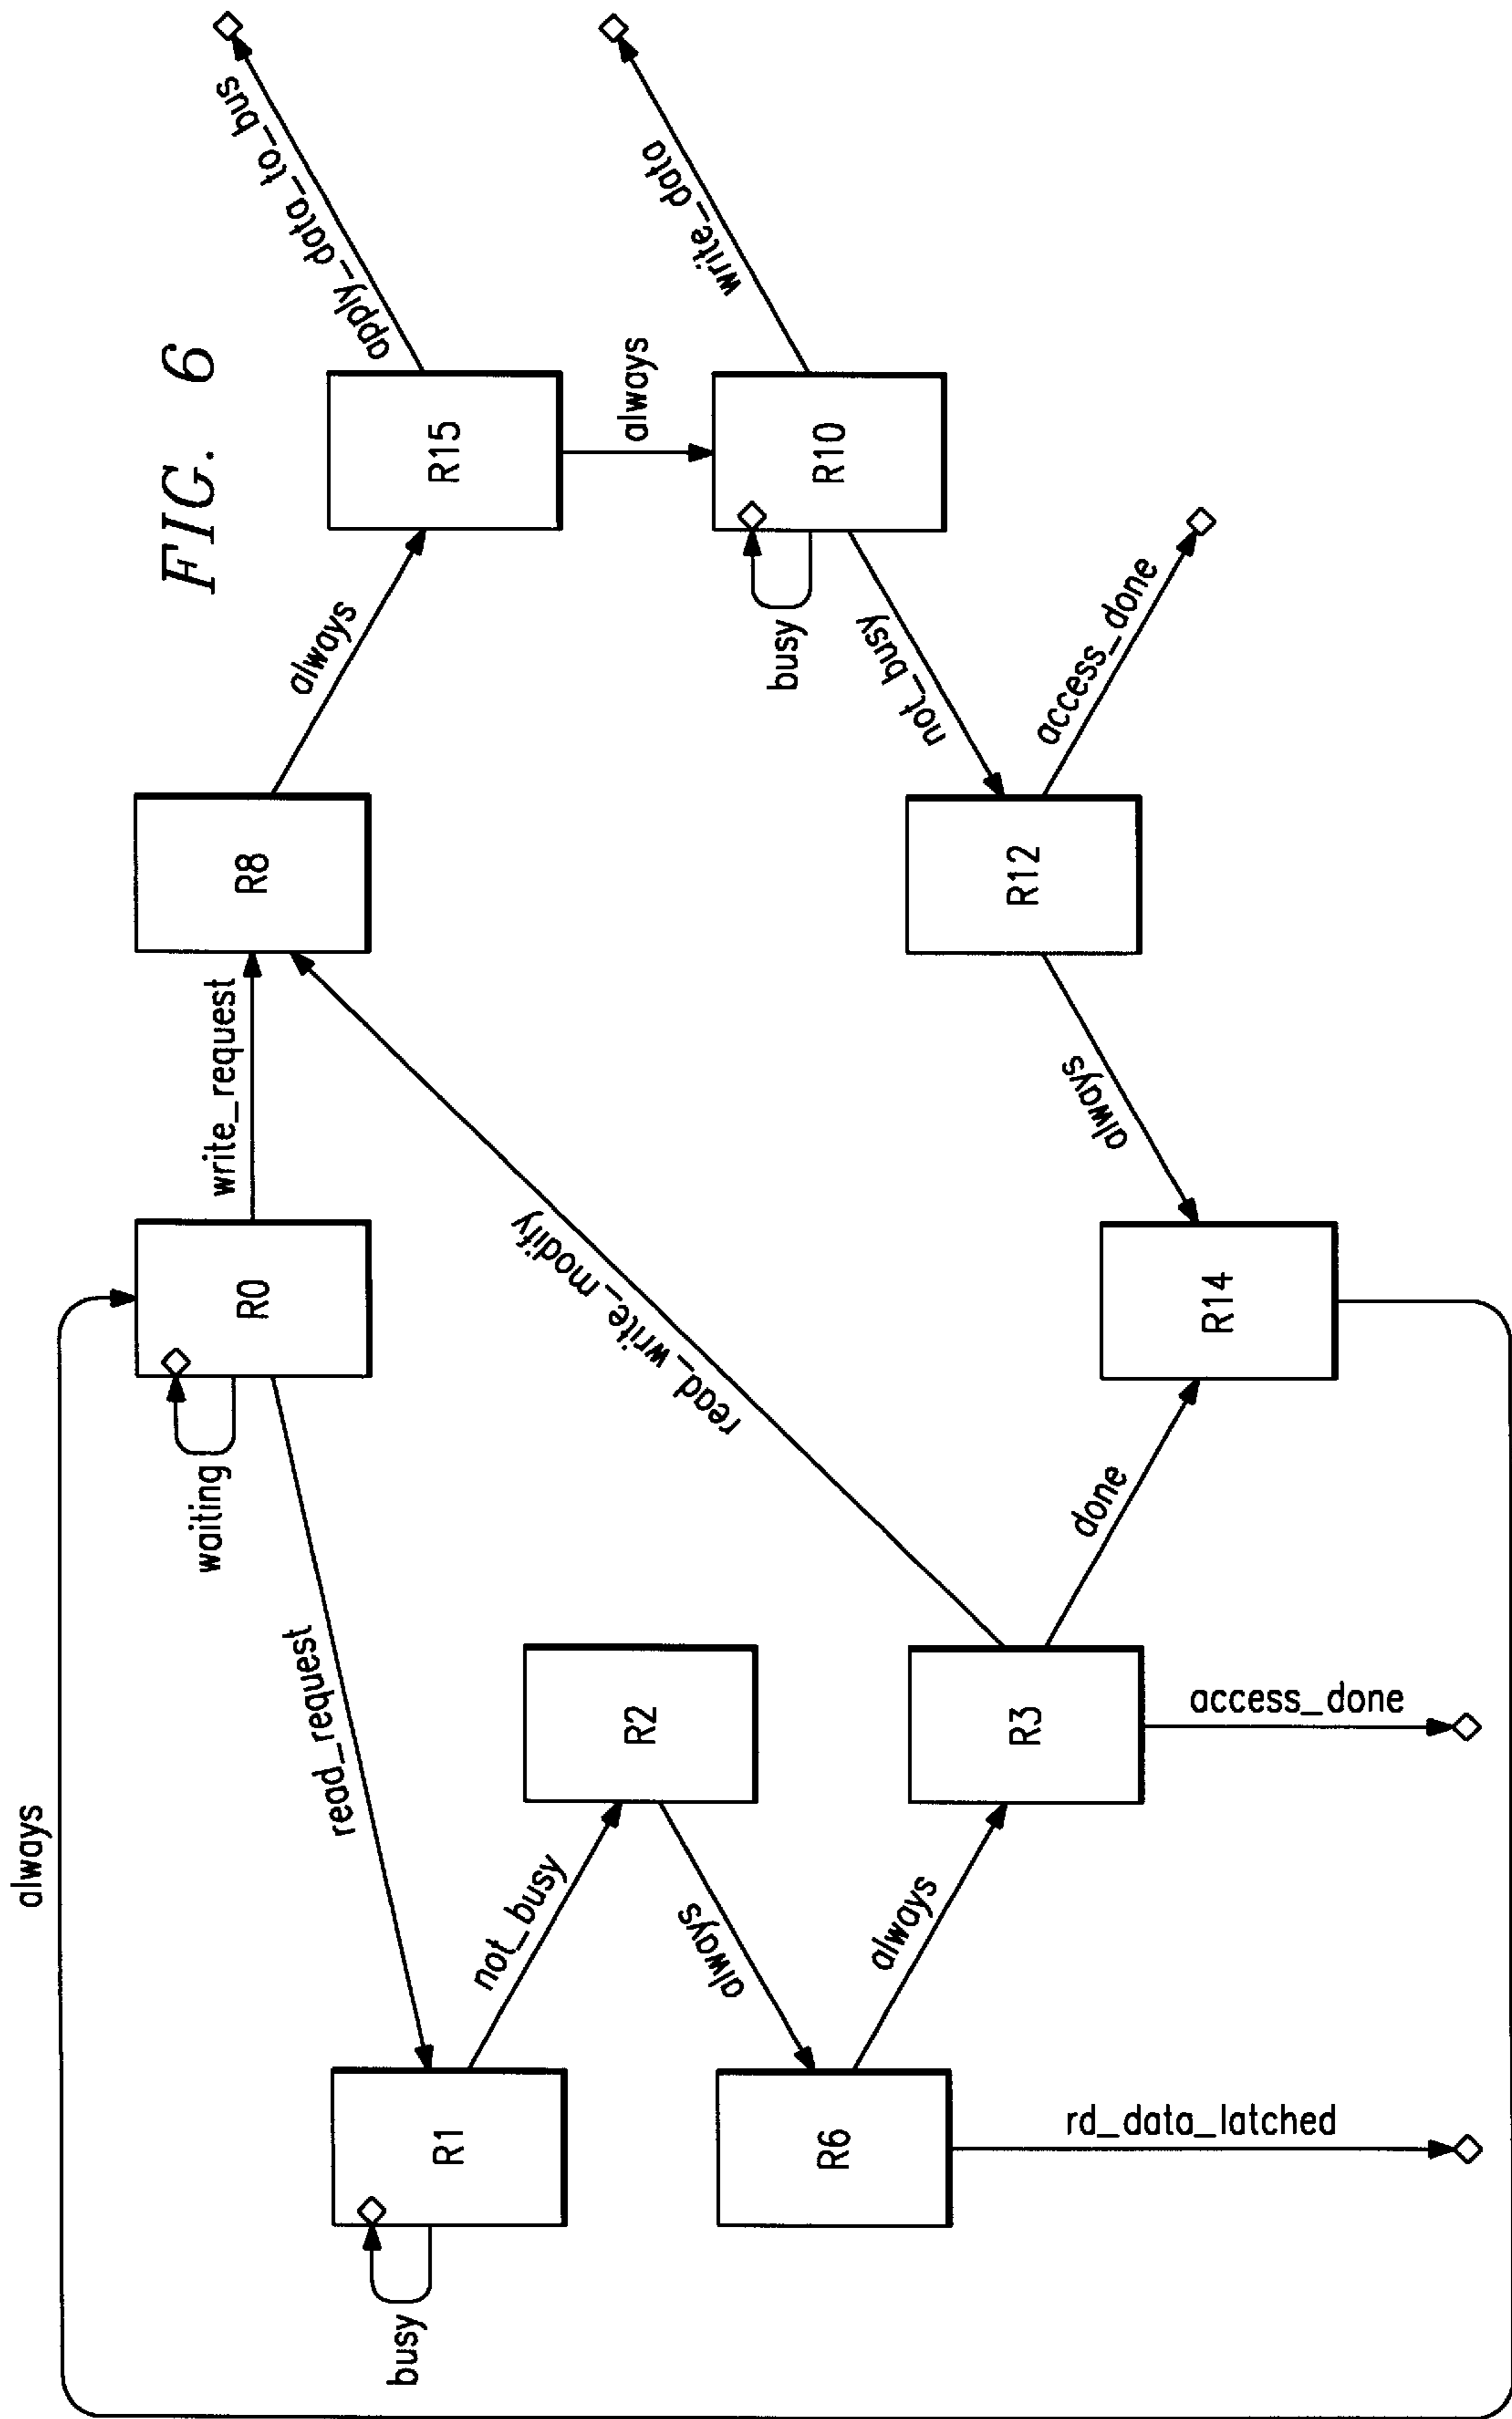 FIG. 6
always
waiting
R0
write_request
R8
always
R15
apply_data_to_bus
read_request
always
busy
R1
not_busy
R2
read_write_modify
busy
R10
write_data
not_busy
always
R6
always
R3
done
R14
always
R12
access_done
rd_data_latched
access_done